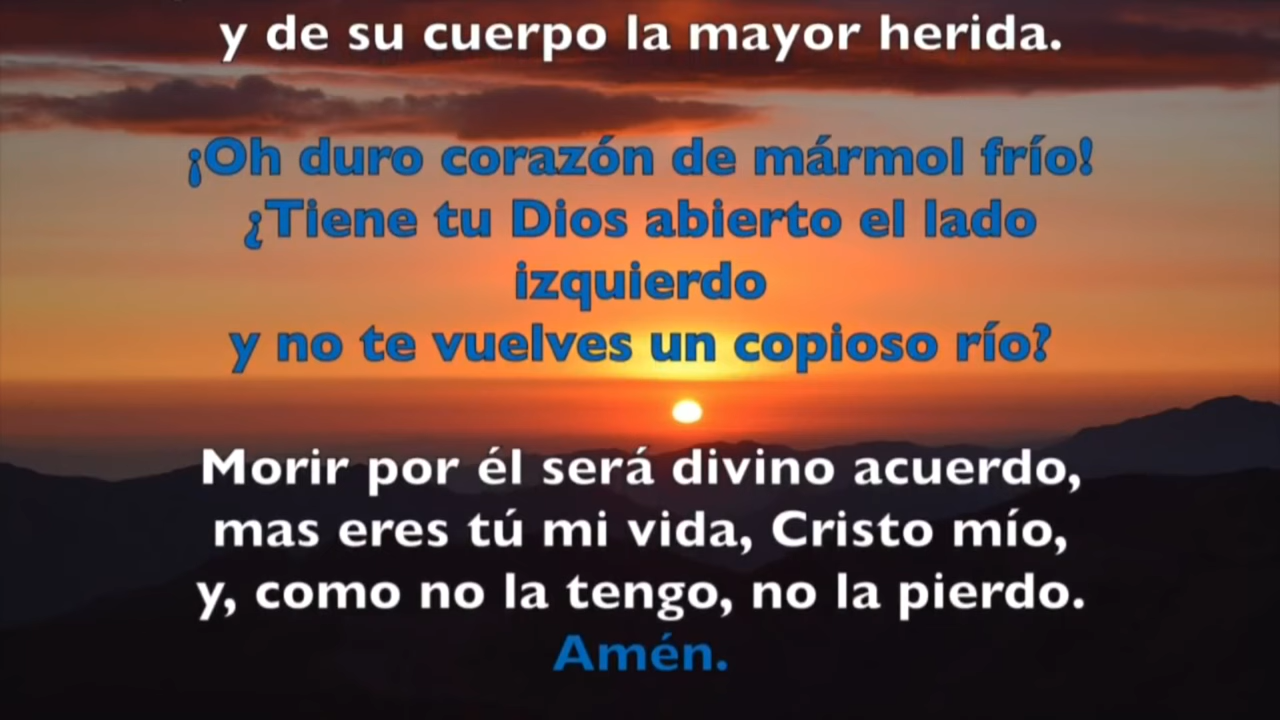 y de su cuerpo la mayor herida.
¡Oh duro corazón de mármol frío!
¿Tiene tu Dios abierto el lado
izquierdo
y no te vuelves un copioso río?
Morir por él será divino acuerdo,
mas eres tú mi vida, Cristo mío,
y, como no la tengo, no la pierdo.
Amén.